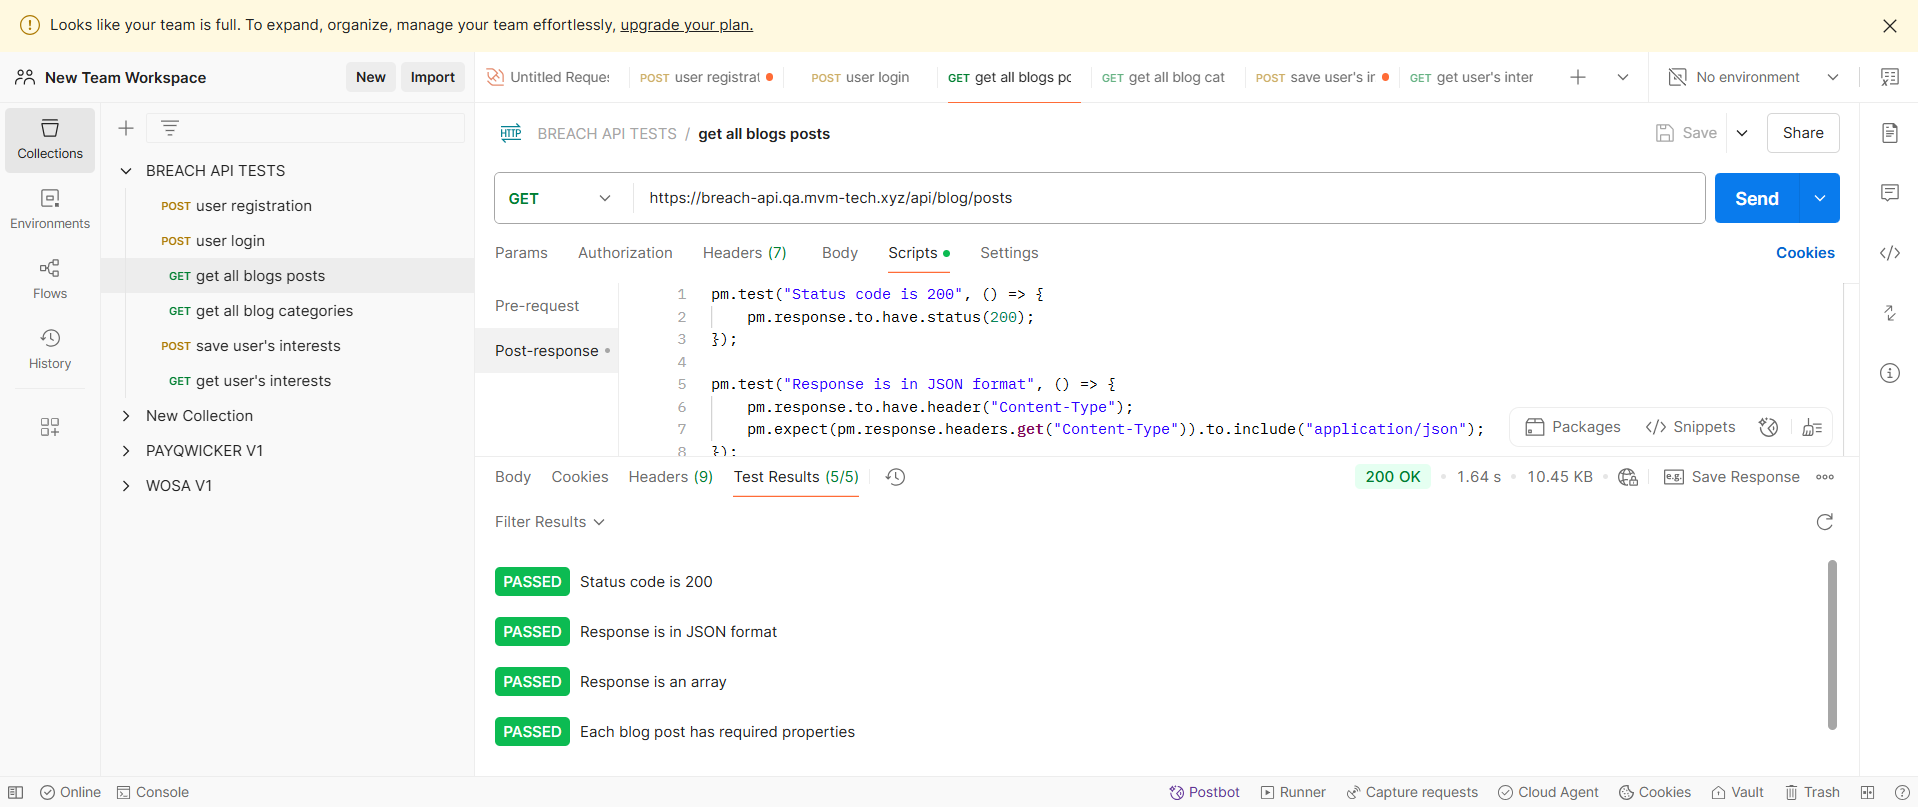 Looks like your team is full. To expand, organize, manage your team effortlessly, upgrade your plan.
New Team Workspace
New
Import
Untitled Reques
POST user registrat
POST user login
GET get all blogs po
GET get all blog cat
POST save user's ir
GET get user's inter
No environment
Collections
Environments
Flows
History
BREACH API TESTS
POST user registration
POST user login
GET get all blogs posts
GET get all blog categories
POST save user's interests
GET get user's interests
New Collection
PAYQWICKER V1
WOSA V1
HTTP BREACH API TESTS / get all blogs posts
Save
Share
GET
https://breach-api.qa.mvm-tech.xyz/api/blog/posts
Send
Params
Authorization
Headers (7)
Body
Scripts
Settings
Cookies
Pre-request
Post-response
1 pm.test("Status code is 200", () => {
2 pm.response.to.have.status(200);
3 });
4
5 pm.test("Response is in JSON format", () => {
6 pm.response.to.have.header("Content-Type");
7 pm.expect(pm.response.headers.get("Content-Type")).to.include("application/json");
8 });
Packages
Snippets
Body
Cookies
Headers (9)
Test Results (5/5)
200 OK
1.64 s
10.45 KB
e.g. Save Response
Filter Results
PASSED Status code is 200
PASSED Response is in JSON format
PASSED Response is an array
PASSED Each blog post has required properties
Online
Console
Postbot
Runner
Capture requests
Cloud Agent
Cookies
Vault
Trash